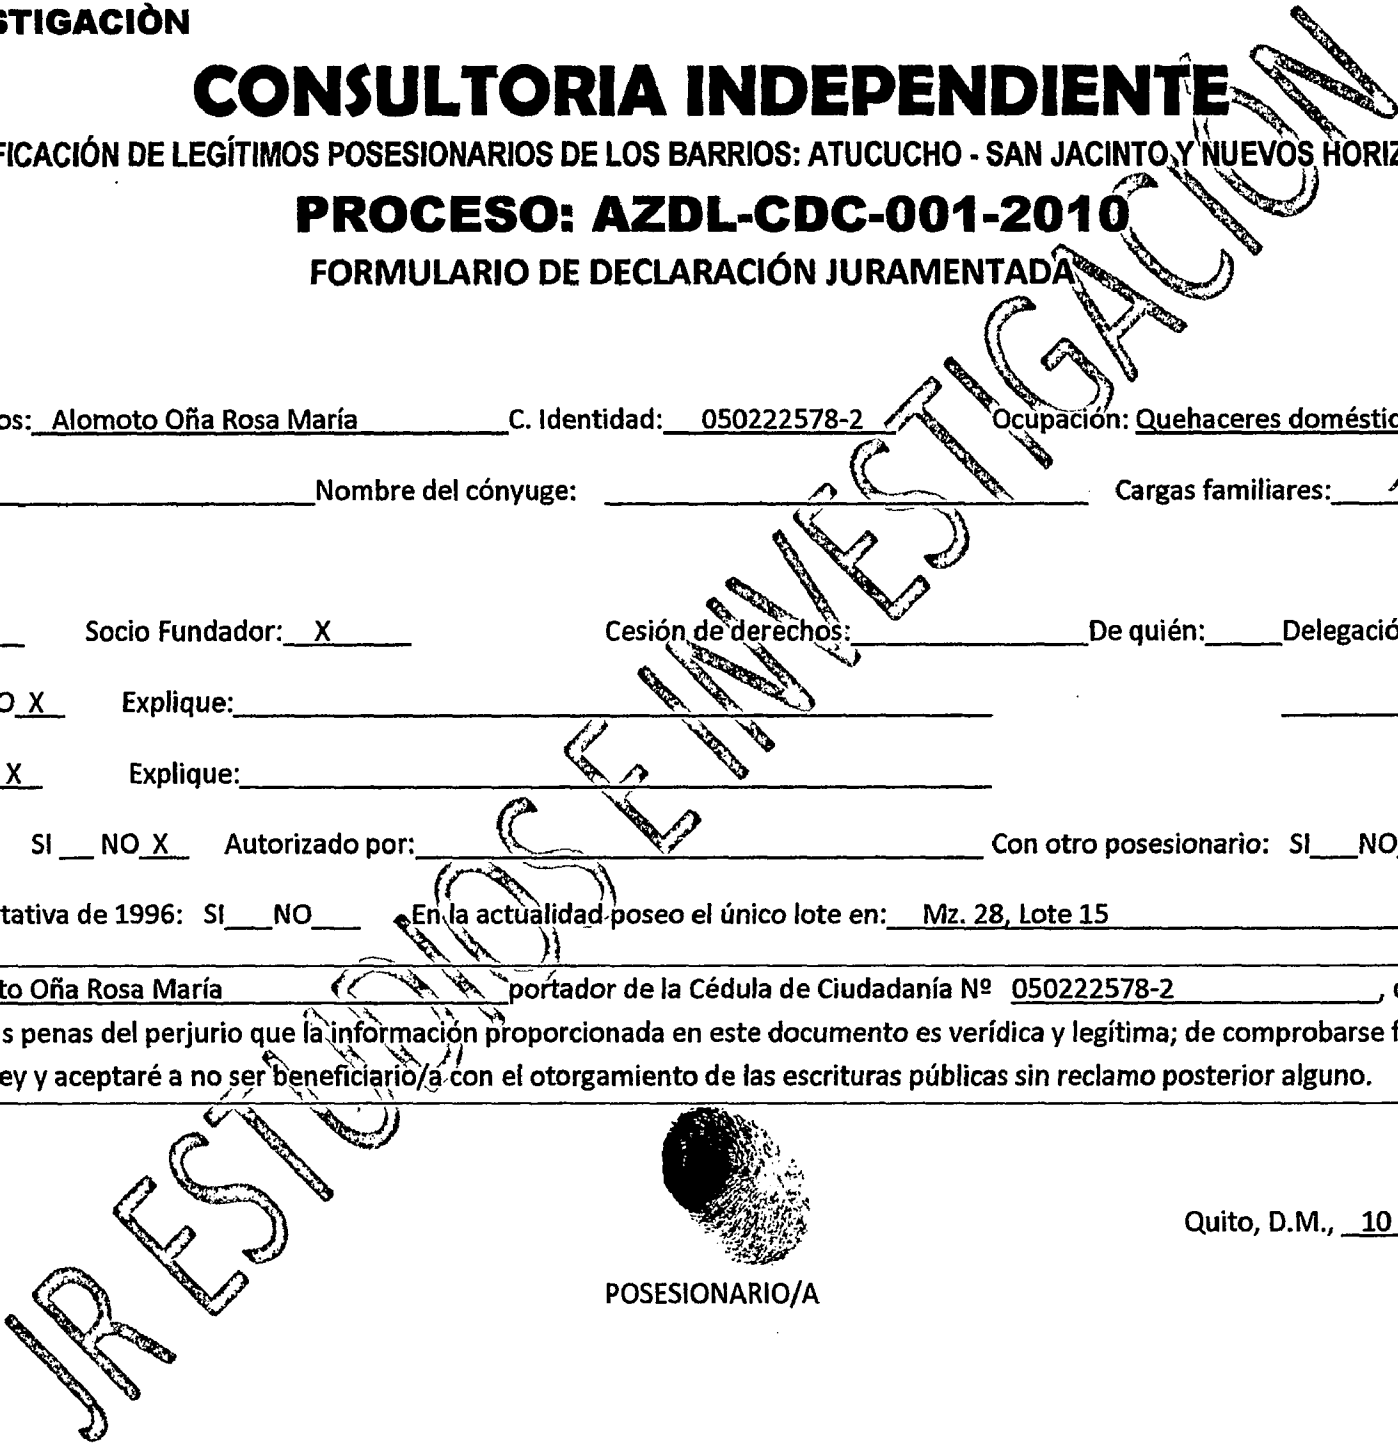 STIGACIÒN
CONSULTORIA INDEPENDIENTE
FICACIÓN DE LEGÍTIMOS POSESIONARIOS DE LOS BARRIOS: ATUCUCHO - SAN JACINTO Y NUEVOS HORIZ
PROCESO: AZDL-CDC-001-2010
FORMULARIO DE DECLARACIÓN JURAMENTADA
os: Alomoto Oña Rosa María C. Identidad: 050222578-2 Ocupación: Quehaceres doméstic
Nombre del cónyuge: Cargas familiares:
Socio Fundador: X Cesión de derechos: De quién: Delegació
O X Explique:
X Explique:
SI NO X Autorizado por: Con otro posesionario: SI NO
tativa de 1996: SI NO En la actualidad poseo el único lote en: Mz. 28, Lote 15
to Oña Rosa María portador de la Cédula de Ciudadanía Nº 050222578-2 ,
s penas del perjurio que la información proporcionada en este documento es verídica y legítima; de comprobarse f
ey y aceptaré a no ser beneficiario/a con el otorgamiento de las escrituras públicas sin reclamo posterior alguno.
Quito, D.M., 10
POSESIONARIO/A
JR ESTUDIOS E INVESTIGACION